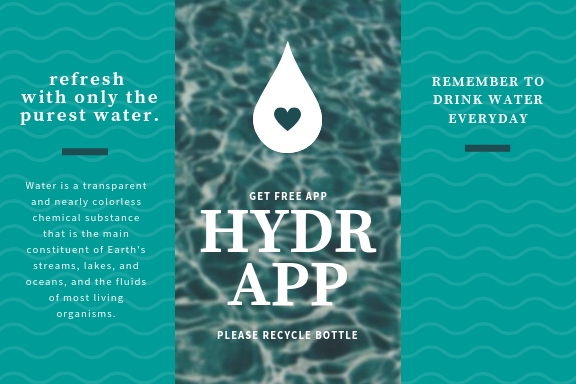 refresh
with only the
purest water.
Water is a transparent
and nearly colorless
chemical substance
that is the main
constituent of Earth's
streams, lakes, and
oceans, and the fluids
of most living
organisms.
GET FREE APP
HYDR
APP
PLEASE RECYCLE BOTTLE
REMEMBER TO
DRINK WATER
EVERYDAY